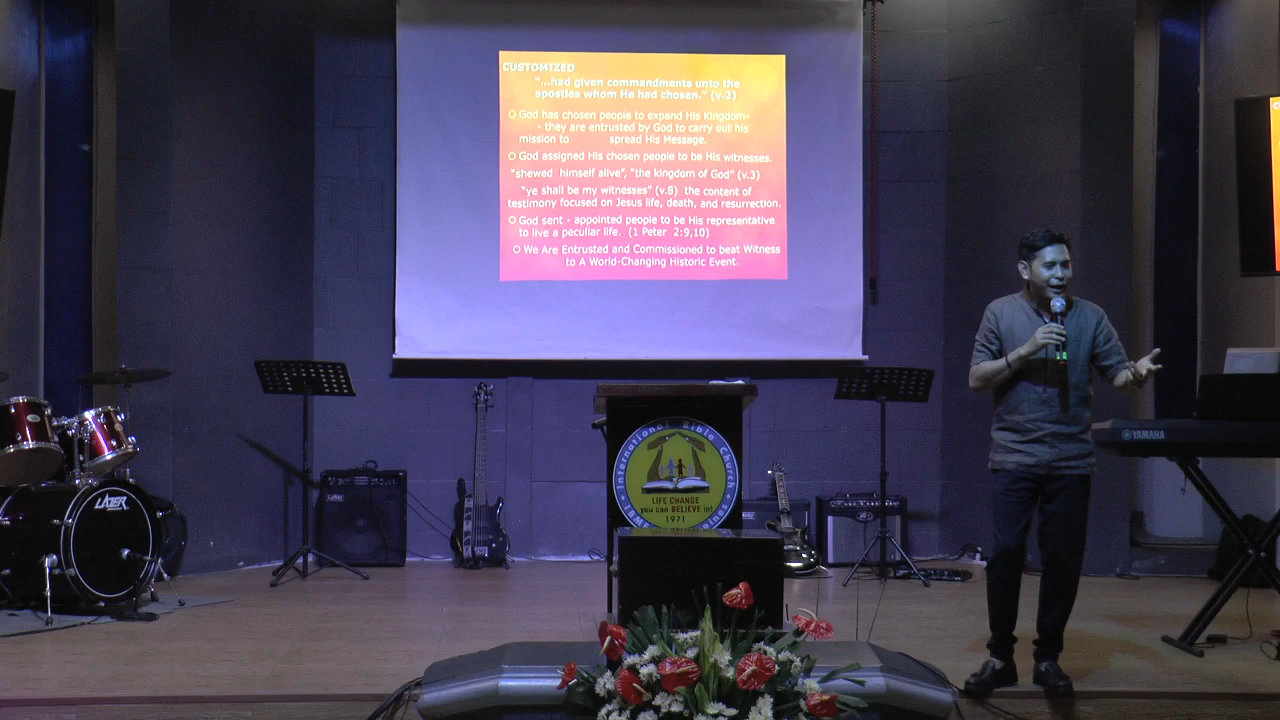 CUSTOMIZED
"...had given commandments unto the
apostles whom He had chosen." (v.2)
God has chosen people to expand His Kingdom-
- they are entrusted by God to carry out his
mission to spread His Message.
God assigned His chosen people to be His witnesses.
"shewed himself alive", "the kingdom of God" (v.3)
"ye shall be my witnesses" (v.8) the content of
testimony focused on Jesus life, death, and resurrection.
God sent - appointed people to be His representative
to live a peculiar life. (1 Peter 2:9,10)
We Are Entrusted and Commissioned to beat Witness
to A World-Changing Historic Event.
International Bible Church
LIFE CHANGE
you can BELIEVE in!
1971
LAZER
YAMAHA